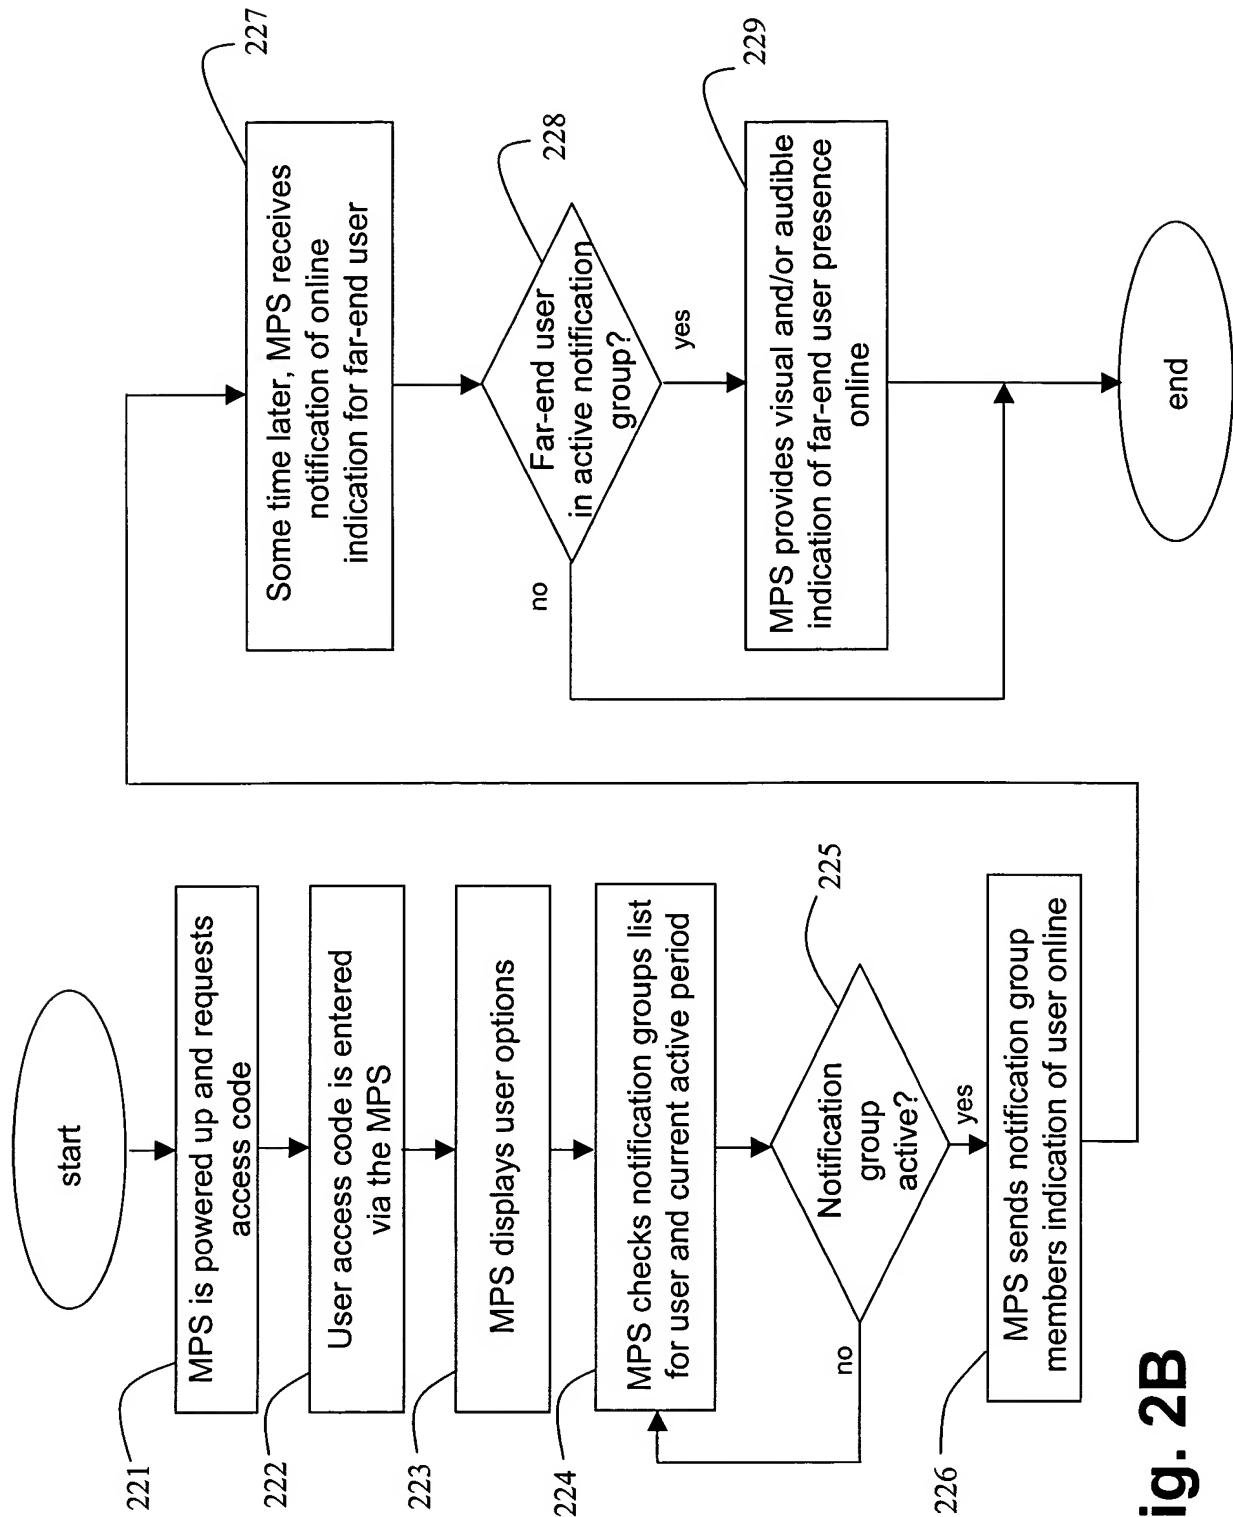 start
221
MPS is powered up and requests
access code
222
User access code is entered
via the MPS
223
MPS displays user options
224
MPS checks notification groups list
for user and current active period
225
Notification
group
active?
no
yes
226
MPS sends notification group
members indication of user online
227
Some time later, MPS receives
notification of online
indication for far-end user
228
Far-end user
in active notification
group?
no
yes
229
MPS provides visual and/or audible
indication of far-end user presence
online
end
ig. 2B